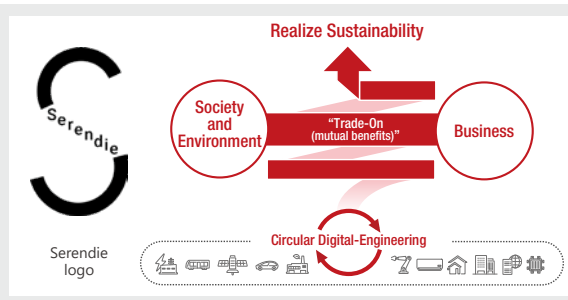 Realize Sustainability
Serendie
Society
and
Environment
“Trade-On
(mutual benefits)”
Business
Circular Digital-Engineering
Serendie
logo